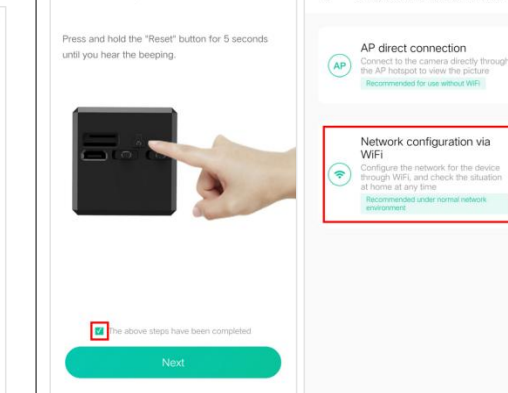 Press and hold the "Reset" button for 5 seconds
until you hear the beeping.
The above steps have been completed
Next
AP direct connection
AP
Connect to the camera directly through
the AP hotspot to view the picture
Recommended for use without WiFi
Network configuration via
WiFi
Configure the network for the device
through WiFi, and check the situation
at home at any time
Recommended under normal network
environment